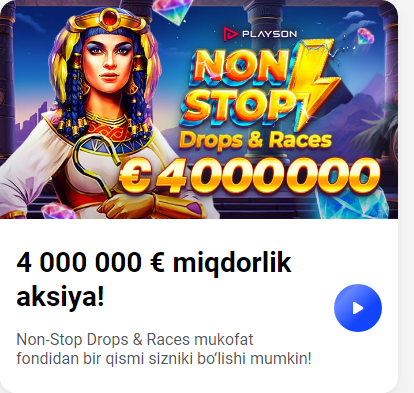 PLAYSON
NON
STOP
Drops & Races
€ 4000000
4 000 000 € miqdorlik
aksiya!
Non-Stop Drops & Races mukofat
fondidan bir qismi sizniki bo‘lishi mumkin!